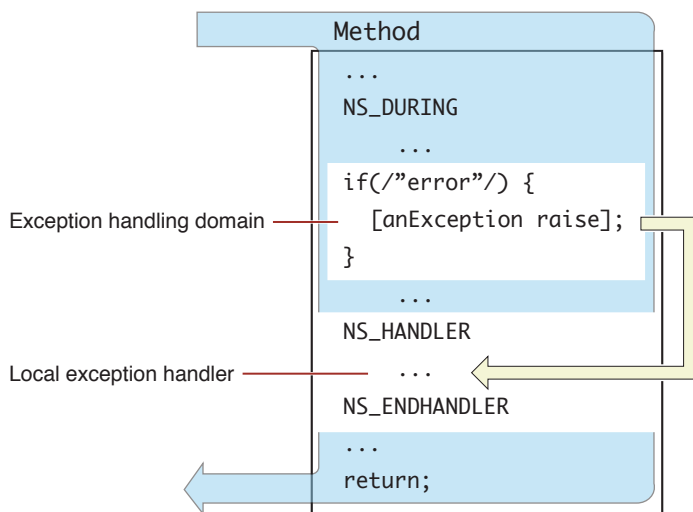 Method
...
NS_DURING
...
if(/”error”/) {
Exception handling domain
[anException raise];
}
...
NS_HANDLER
Local exception handler
...
NS_ENDHANDLER
...
return;